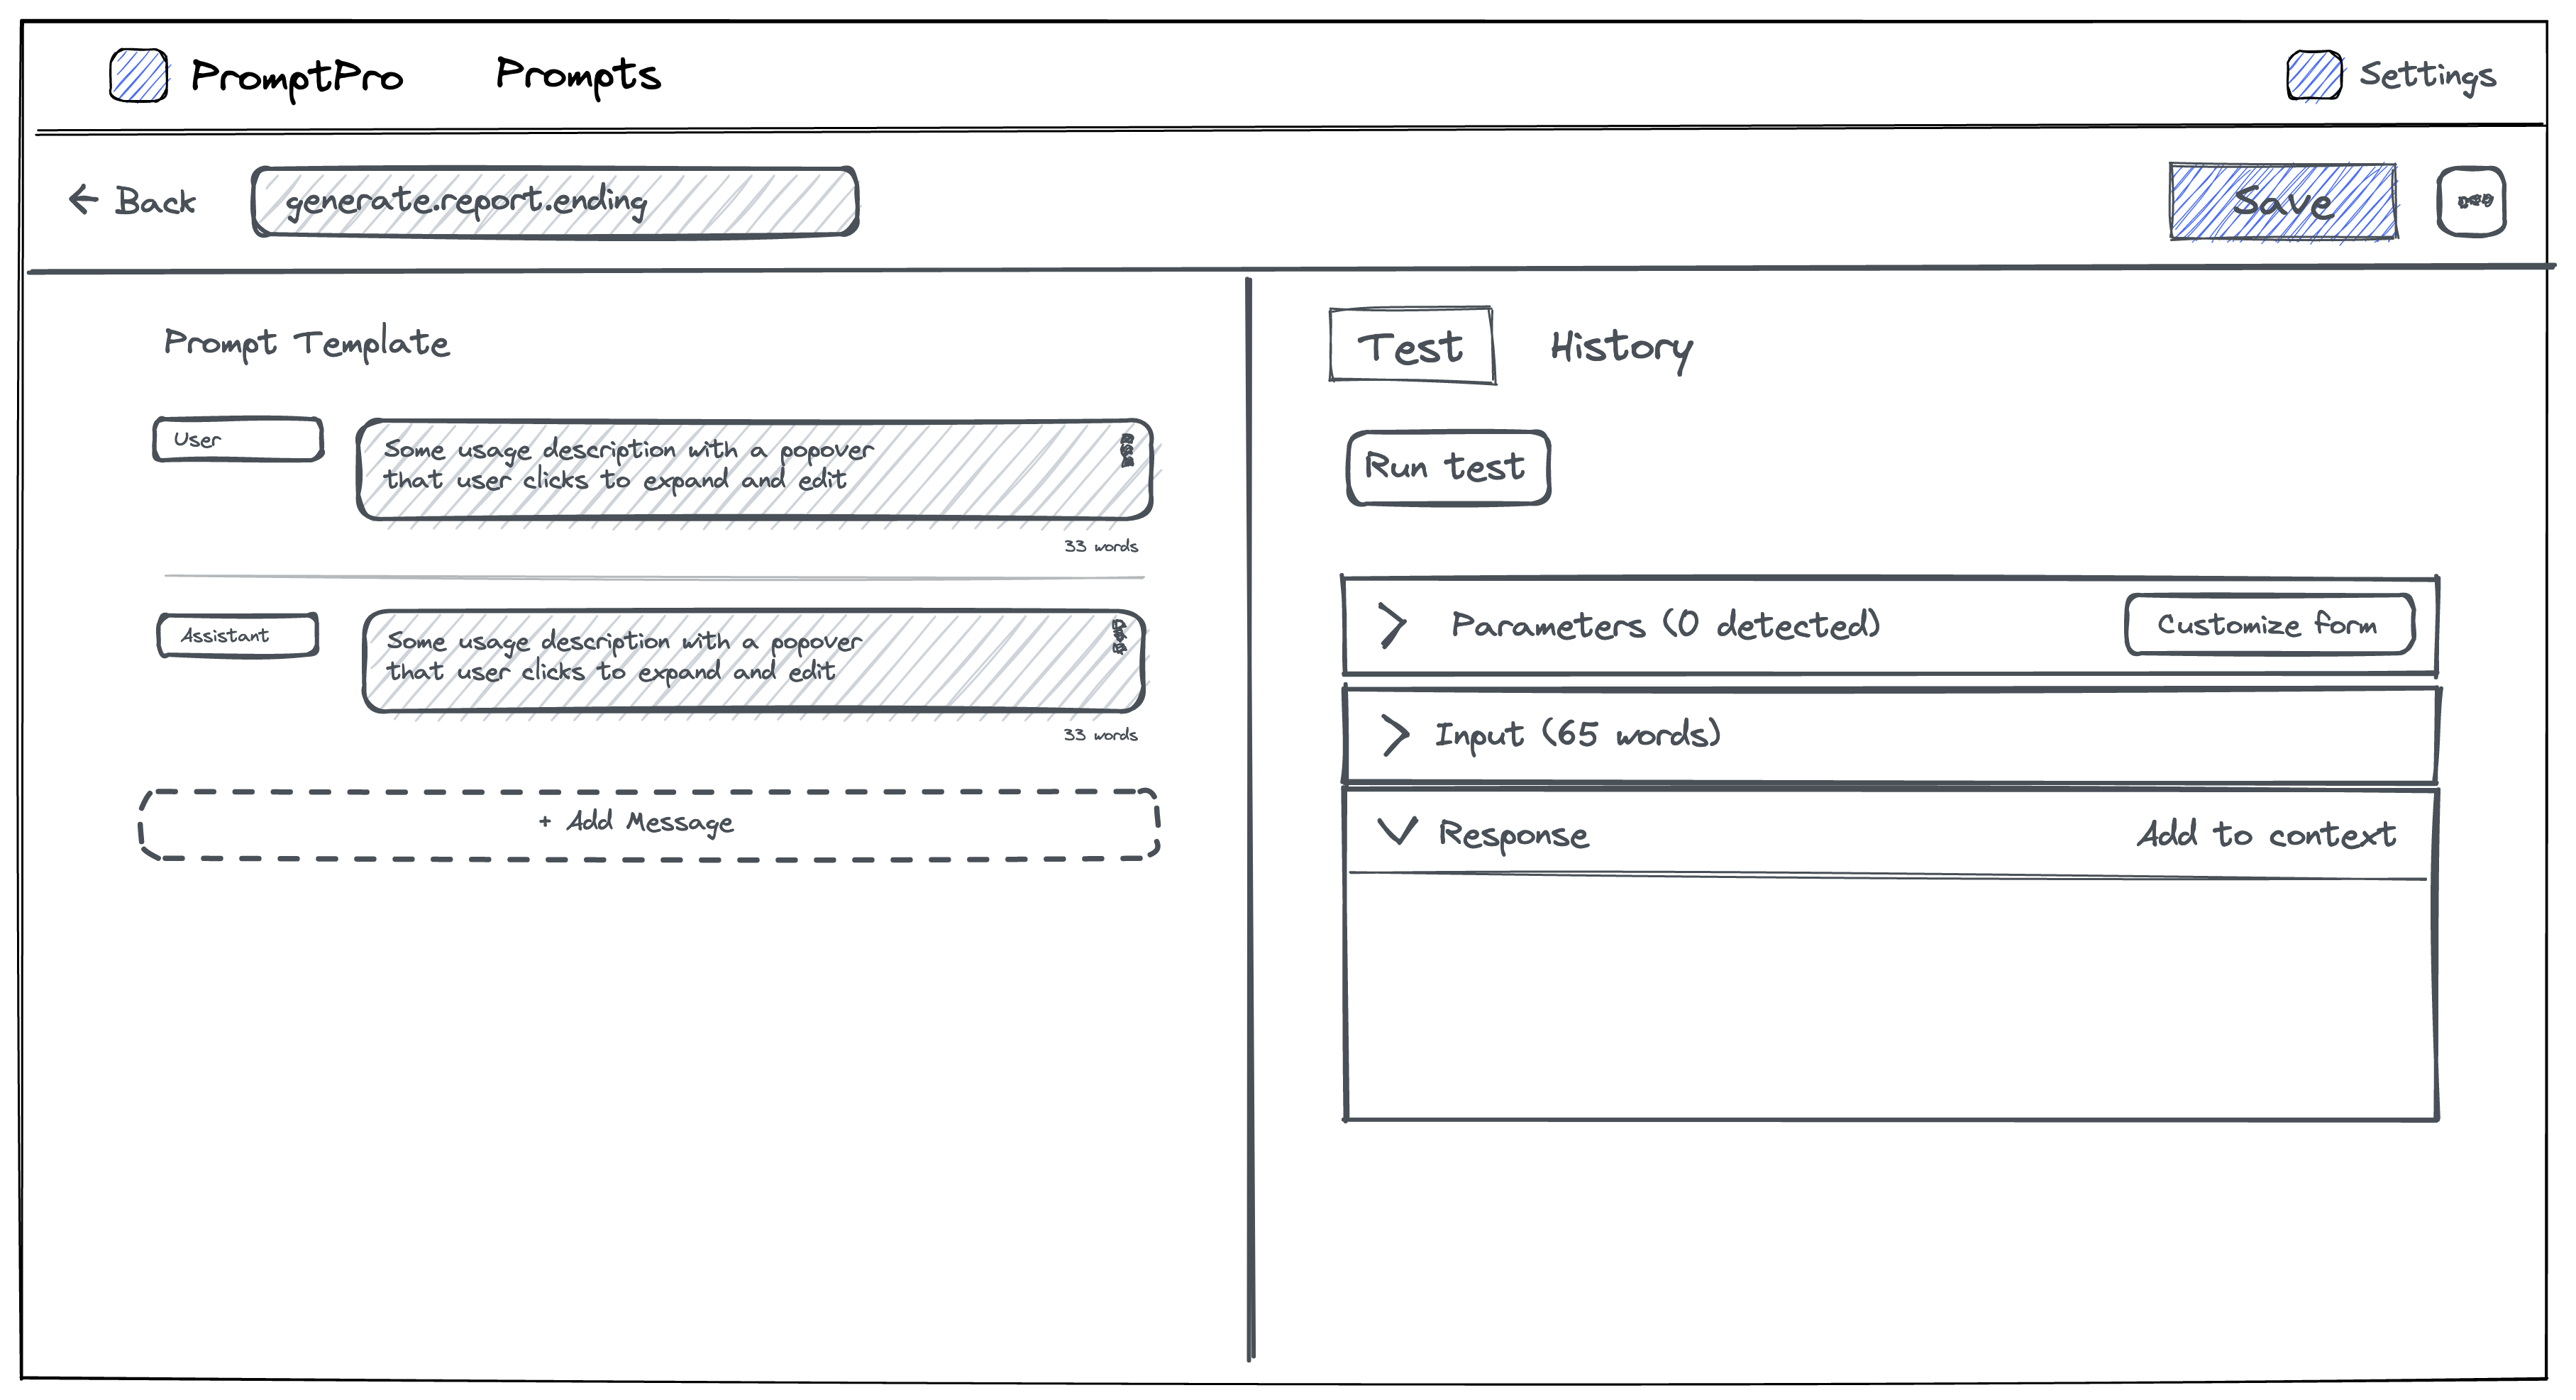 PromptPro
Prompts
Settings
← Back
generate.report.ending
Save
Prompt Template
User
Some usage description with a popover
that user clicks to expand and edit
33 words
Assistant
Some usage description with a popover
that user clicks to expand and edit
33 words
+ Add Message
Test
History
Run test
Parameters (0 detected)
Customize form
Input (65 words)
Response
Add to context